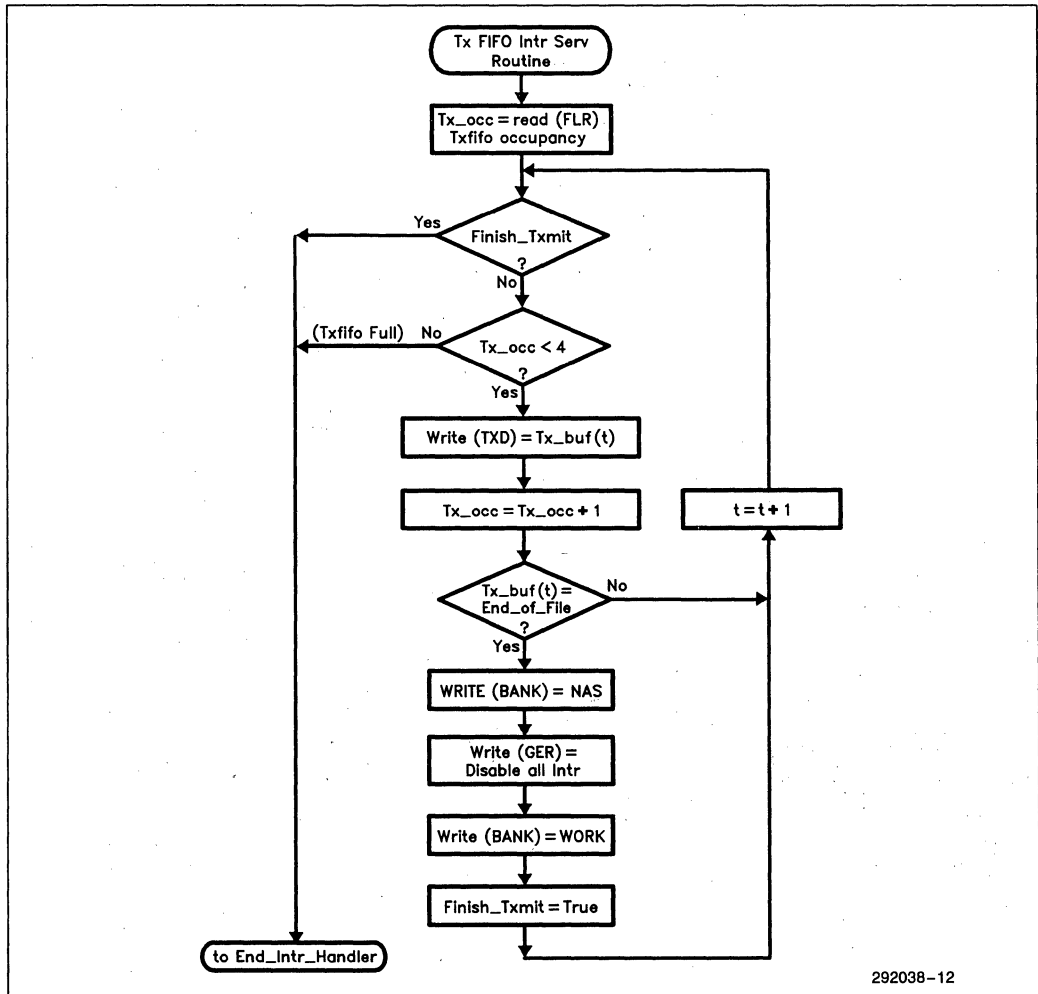 Tx FIFO Intr Serv
Routine
Tx_occ = read (FLR)
Txfifo occupancy
Yes
Finish_Txmit
?
No
(Txfifo Full) No
Tx_occ < 4
?
Yes
Write (TXD) = Tx_buf(t)
Tx_occ = Tx_occ + 1
t = t + 1
Tx_buf(t) =
End_of_File
?
No
Yes
WRITE (BANK) = NAS
Write (GER) =
Disable all Intr
Write (BANK) = WORK
Finish_Txmit = True
to End_Intr_Handler
292038-12